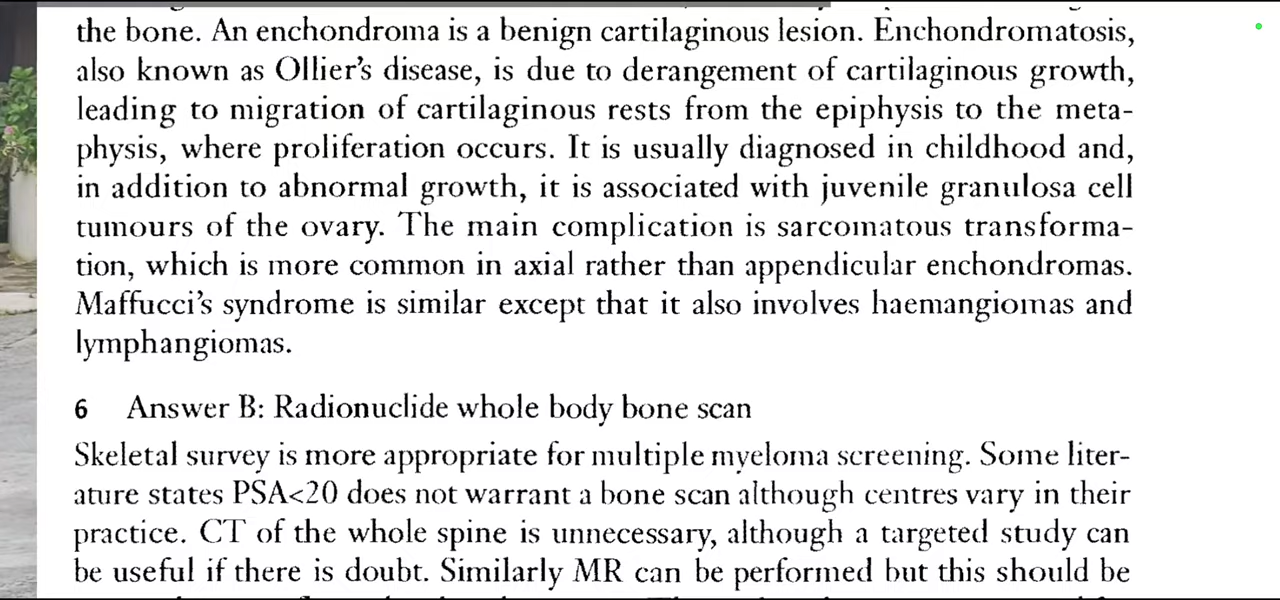 the bone. An enchondroma is a benign cartilaginous lesion. Enchondromatosis,
also known as Ollier's disease, is due to derangement of cartilaginous growth,
leading to migration of cartilaginous rests from the epiphysis to the meta-
physis, where proliferation occurs. It is usually diagnosed in childhood and,
in addition to abnormal growth, it is associated with juvenile granulosa cell
tumours of the ovary. The main complication is sarcomatous transforma-
tion, which is more common in axial rather than appendicular enchondromas.
Maffucci's syndrome is similar except that it also involves haemangiomas and
lymphangiomas.
6 Answer B: Radionuclide whole body bone scan
Skeletal survey is more appropriate for multiple myeloma screening. Some liter-
ature states PSA<20 does not warrant a bone scan although centres vary in their
practice. CT of the whole spine is unnecessary, although a targeted study can
be useful if there is doubt. Similarly MR can be performed but this should be